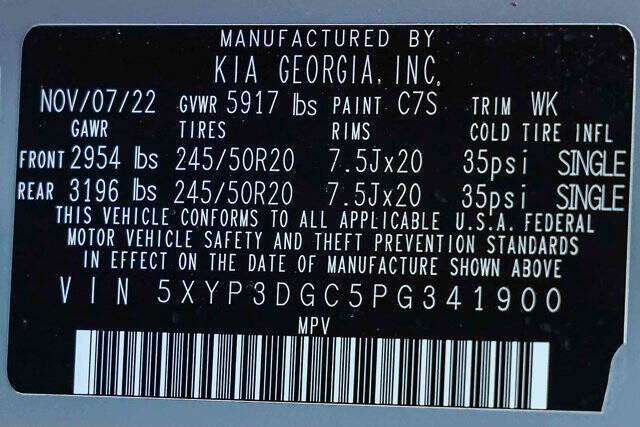 MANUFACTURED BY
KIA GEORGIA, INC.
NOV/07/22 GVWR 5917 lbs PAINT C7S TRIM WK
GAWR TIRES RIMS COLD TIRE INFL
FRONT 2954 lbs 245/50R20 7.5Jx20 35psi SINGLE
REAR 3196 lbs 245/50R20 7.5Jx20 35psi SINGLE
THIS VEHICLE CONFORMS TO ALL APPLICABLE U.S.A. FEDERAL
MOTOR VEHICLE SAFETY AND THEFT PREVENTION STANDARDS
IN EFFECT ON THE DATE OF MANUFACTURE SHOWN ABOVE
VIN 5XYP3DGC5PG341900
MPV